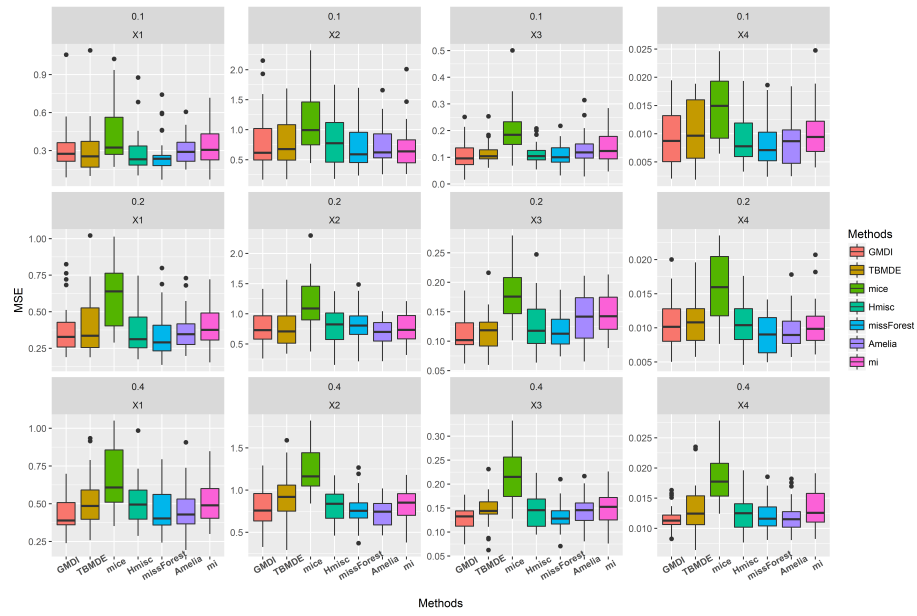 0.1 0.1 0.1 0.1
X1 X2 X3 X4
0.9
0.6
0.3
2.0
1.5
1.0
0.5
0.5
0.4
0.3
0.2
0.1
0.0
0.025
0.020
0.015
0.010
0.005
0.2 0.2 0.2 0.2
X1 X2 X3 X4
1.00
0.75
0.50
0.25
2.0
1.5
1.0
0.5
0.0
0.25
0.20
0.15
0.10
0.05
0.020
0.015
0.010
0.005
0.4 0.4 0.4 0.4
X1 X2 X3 X4
1.00
0.75
0.50
0.25
1.5
1.0
0.5
0.30
0.25
0.20
0.15
0.10
0.05
0.025
0.020
0.015
0.010
GMDI TBMDE mice Hmisc missForest Amelia mi
GMDI TBMDE mice Hmisc missForest Amelia mi
GMDI TBMDE mice Hmisc missForest Amelia mi
GMDI TBMDE mice Hmisc missForest Amelia mi
MSE
Methods
Methods
GMDI
TBMDE
mice
Hmisc
missForest
Amelia
mi